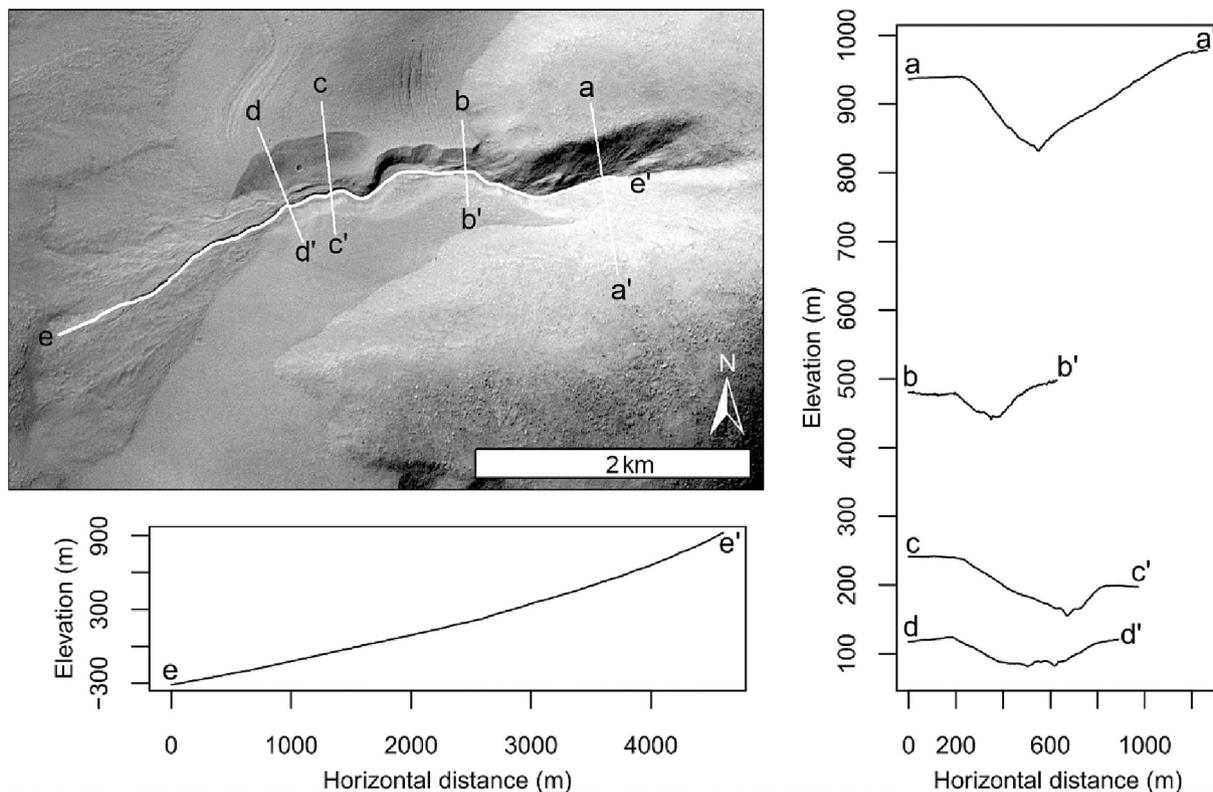 a
b
c
d
e'
b'
d'
c'
a'
e
N
2 km
Elevation (m)
900
300
-300
e
e'
0
1000
2000
3000
4000
Horizontal distance (m)
Elevation (m)
1000
900
800
700
600
500
400
300
200
100
a
a'
b
b'
c
c'
d
d'
0
200
600
1000
Horizontal distance (m)